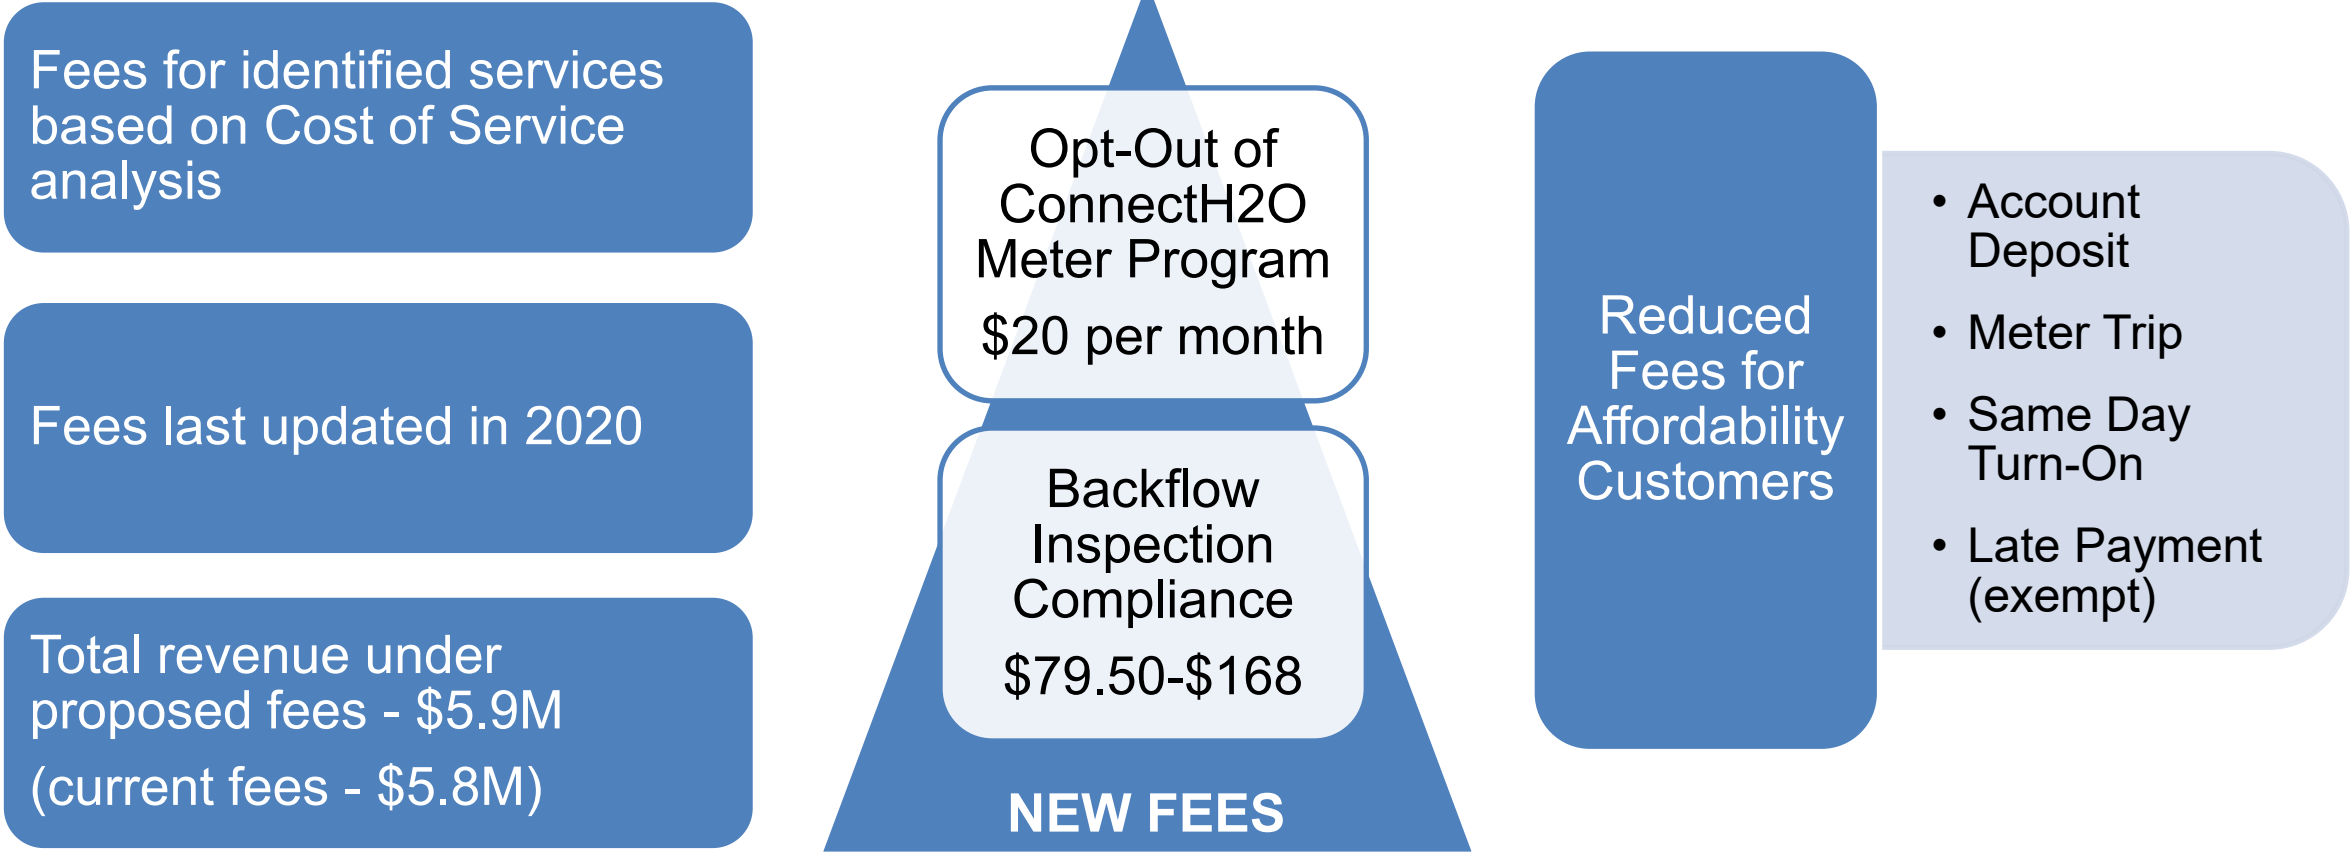 Fees for identified services
based on Cost of Service
analysis
Fees last updated in 2020
Total revenue under
proposed fees - $5.9M
(current fees - $5.8M)
Opt-Out of
ConnectH2O
Meter Program
$20 per month
Backflow
Inspection
Compliance
$79.50-$168
NEW FEES
Reduced
Fees for
Affordability
Customers
• Account
Deposit
• Meter Trip
• Same Day
Turn-On
• Late Payment
(exempt)